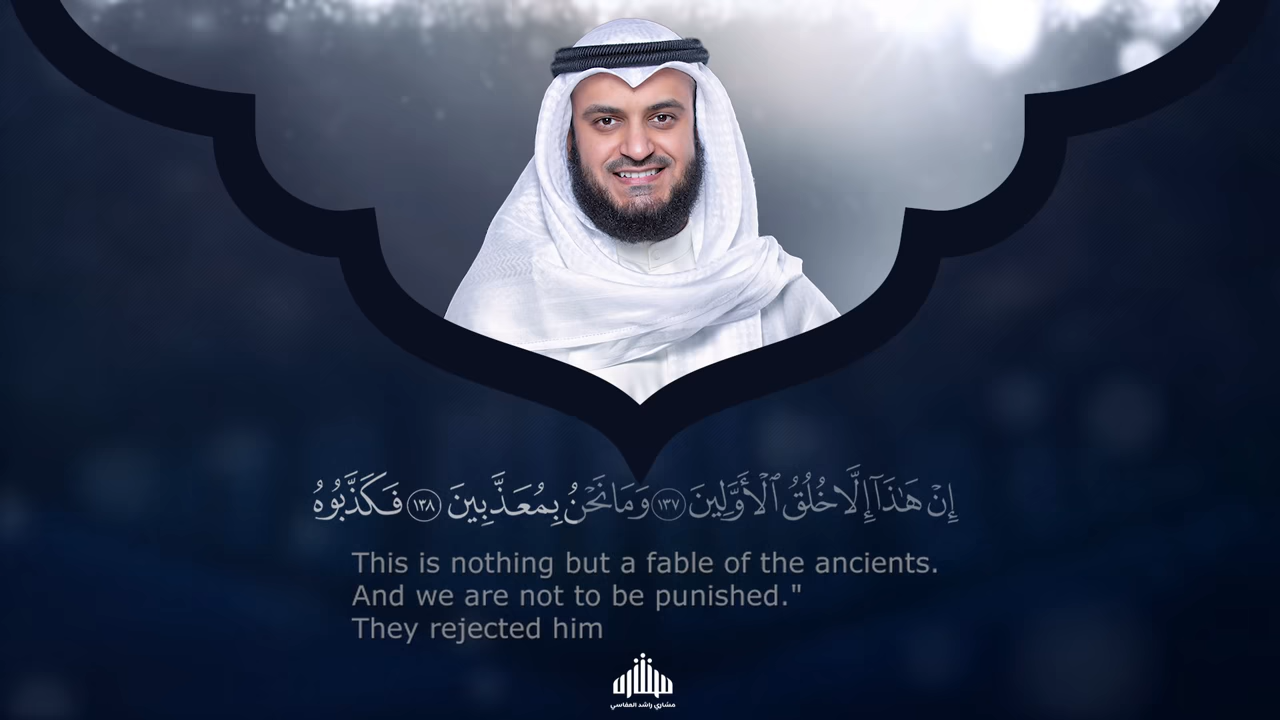 إِنْ هَٰذَآ إِلَّا خُلُقُ ٱلْأَوَّلِينَ ١٣٧ وَمَا نَحْنُ بِمُعَذَّبِينَ ١٣٨ فَكَذَّبُوهُ
This is nothing but a fable of the ancients.
And we are not to be punished."
They rejected him
مشاري راشد العفاسي